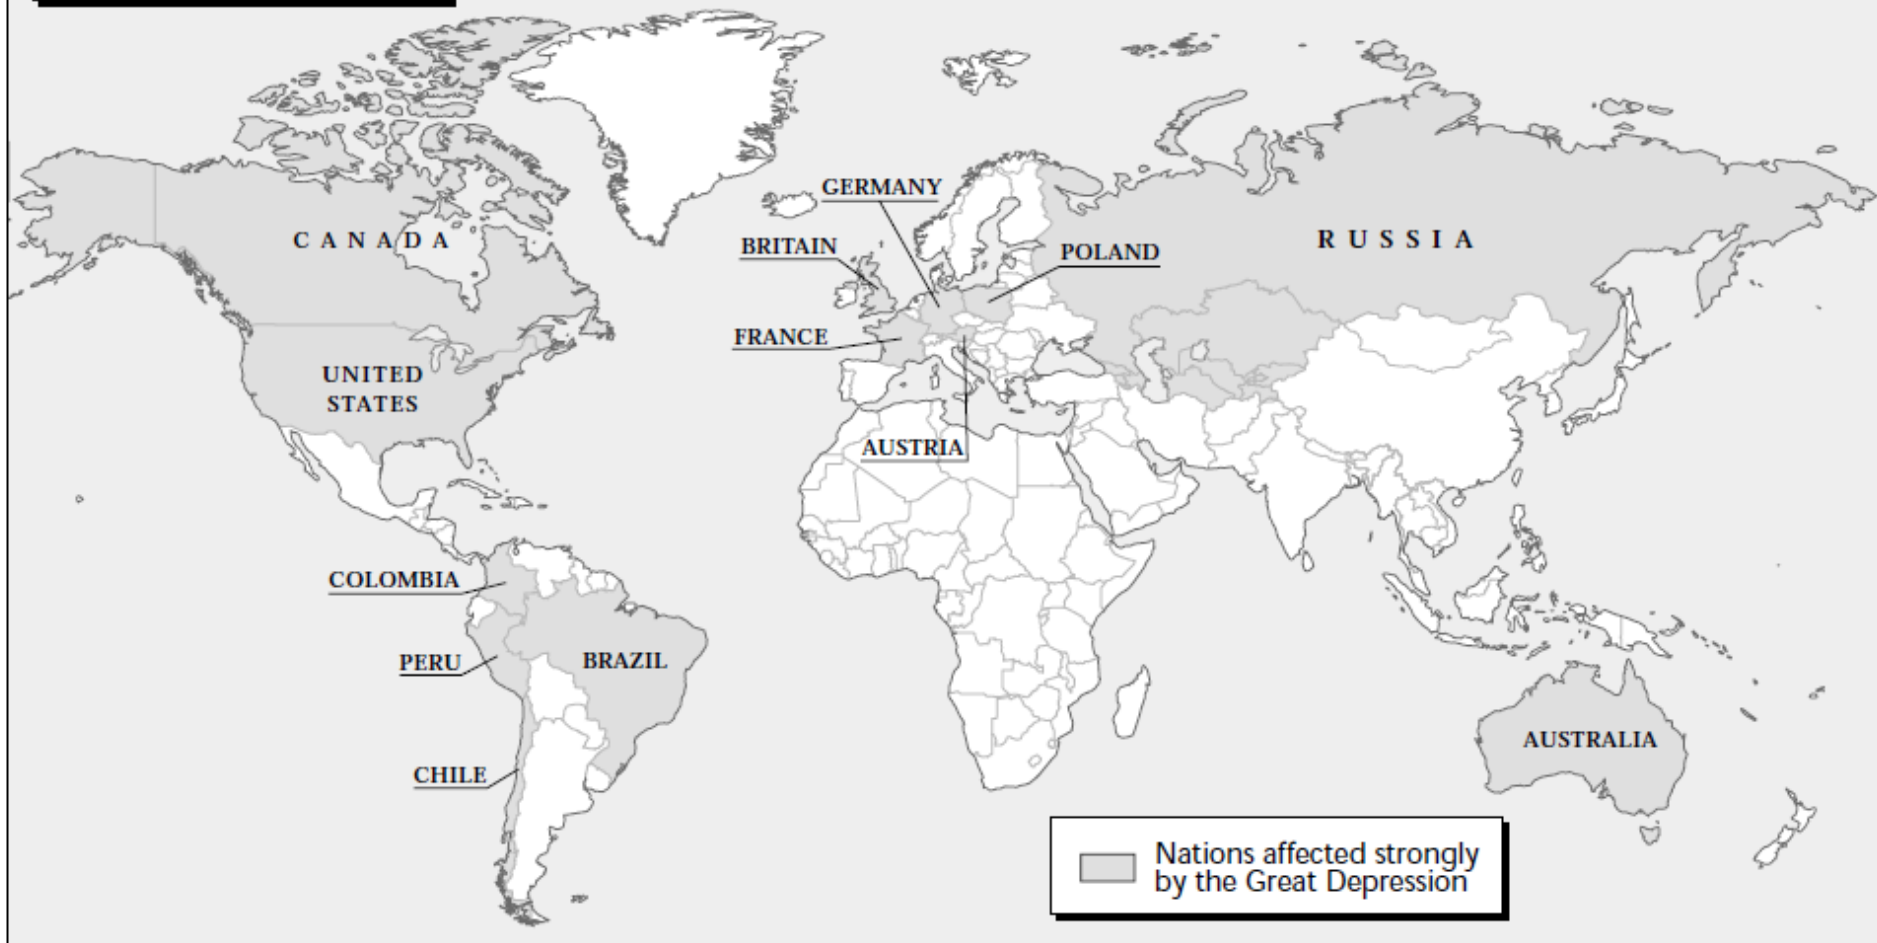 GERMANY
CANADA
BRITAIN
POLAND
RUSSIA
FRANCE
UNITED
STATES
AUSTRIA
COLOMBIA
PERU
BRAZIL
AUSTRALIA
CHILE
Nations affected strongly
by the Great Depression